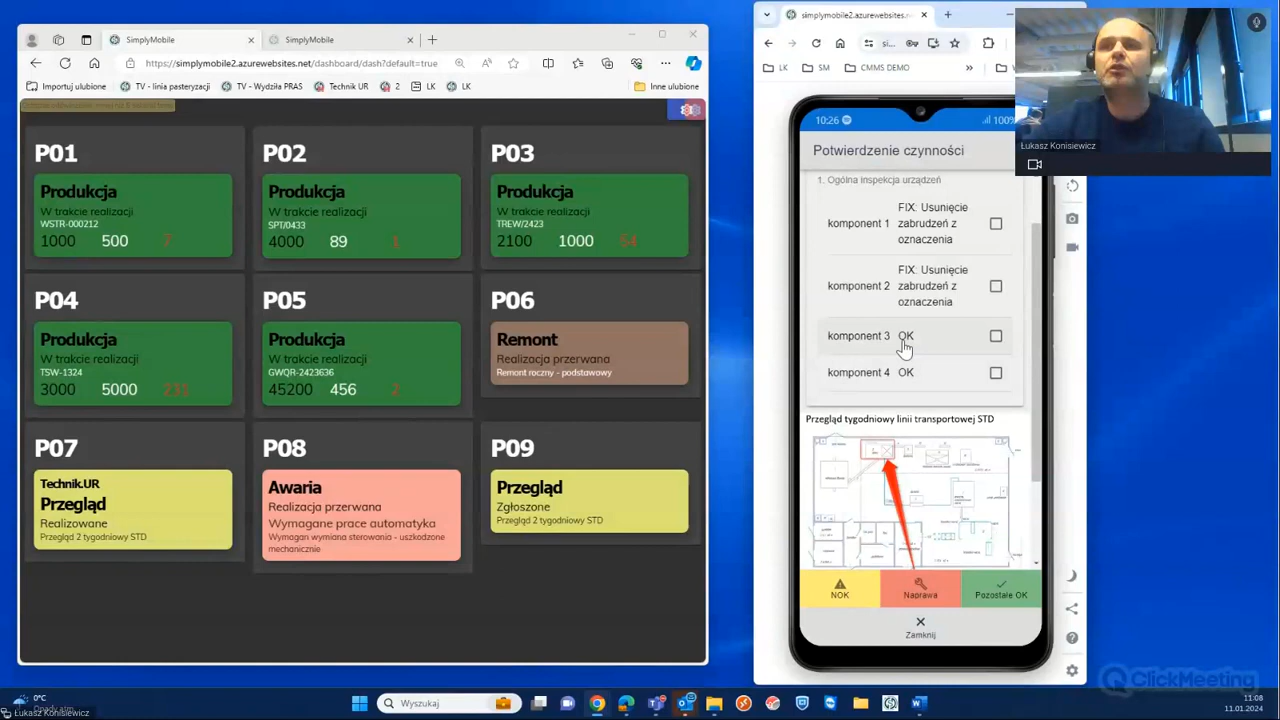 SimplyMobile
SimplyMobile
https://simplymobile2.azurewebsites.net/dashboard/dash?default=true
Importuj ulubione
TV - linia pasteryzacji
TV - Wydziła PRAS
Technik UR
2
LK
LK
Inne ulubione
P01
Produkcja
W trakcie realizacji
WSTR-000212
1000 500 7
P02
Produkcja
W trakcie realizacji
SPT/0433
4000 89 1
P03
Produkcja
W trakcie realizacji
TREW/2423
2100 1000 54
P04
Produkcja
W trakcie realizacji
TSW-1324
3000 5000 231
P05
Produkcja
W trakcie realizacji
GWQR-2423636
45200 456 2
P06
Remont
Realizacja przerwana
Remont roczny - podstawowy
P07
Technik.UR
Przegląd
Realizowane
Przegląd 2 tygodniowy STD
P08
Awaria
Realizacja przerwana
Wymagane prace automatyka
Wymagan wymiana sterowania - uszkodzone
mechanicznie
P09
Przegląd
Zgłoszone
Przegląd 2 tygodniowy STD
simplymobile2.azurewebsites.ne
si...
LK
SM
CMMS DEMO
10:26
100%
Potwierdzenie czynności
1. Ogólna inspekcja urządzeń
komponent 1
FIX: Usunięcie
zabrudzeń z
oznaczenia
komponent 2
FIX: Usunięcie
zabrudzeń z
oznaczenia
komponent 3 OK
komponent 4 OK
Przegląd tygodniowy linii transportowej STD
NOK
Naprawa
Pozostałe OK
Zamknij
Łukasz Konisiewicz
ClickMeeting
0°C
Łukasz Konisiewicz
Wyszukaj
11:08
11.01.2024